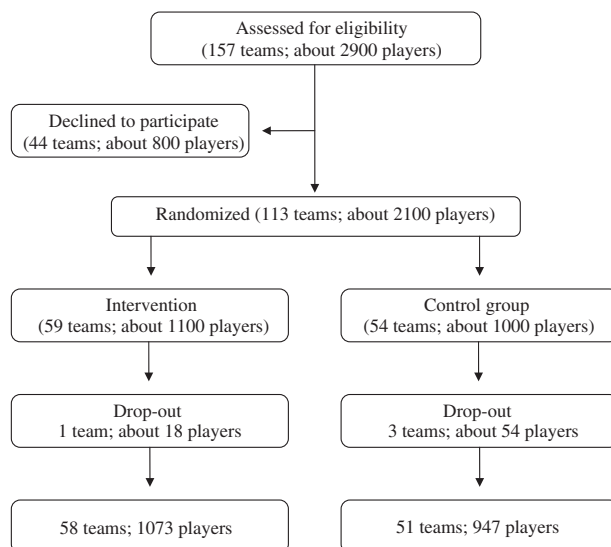 Assessed for eligibility
(157 teams; about 2900 players)
Declined to participate
(44 teams; about 800 players)
Randomized (113 teams; about 2100 players)
Intervention
(59 teams; about 1100 players)
Control group
(54 teams; about 1000 players)
Drop-out
1 team; about 18 players
Drop-out
3 teams; about 54 players
58 teams; 1073 players
51 teams; 947 players